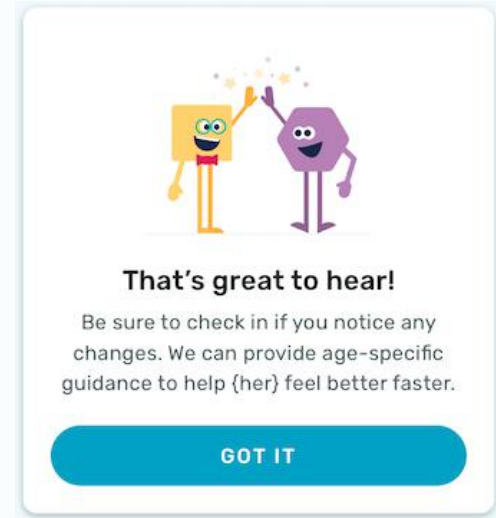 That's great to hear!
Be sure to check in if you notice any
changes. We can provide age-specific
guidance to help {her} feel better faster.
GOT IT